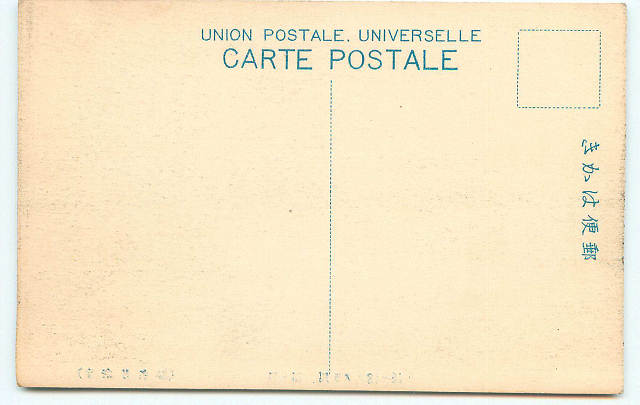 UNION POSTALE. UNIVERSELLE
CARTE POSTALE
郵便はかき